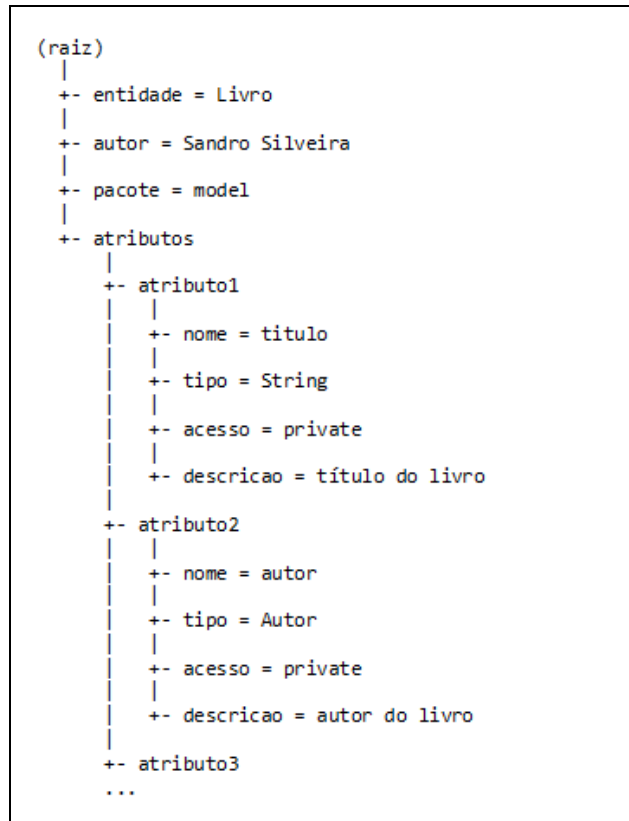 (raiz)
|
+- entidade = Livro
|
+- autor = Sandro Silveira
|
+- pacote = model
|
+- atributos
|
+- atributo1
| |
| +- nome = titulo
| |
| +- tipo = String
| |
| +- acesso = private
| |
| +- descricao = título do livro
|
+- atributo2
| |
| +- nome = autor
| |
| +- tipo = Autor
| |
| +- acesso = private
| |
| +- descricao = autor do livro
|
+- atributo3
...